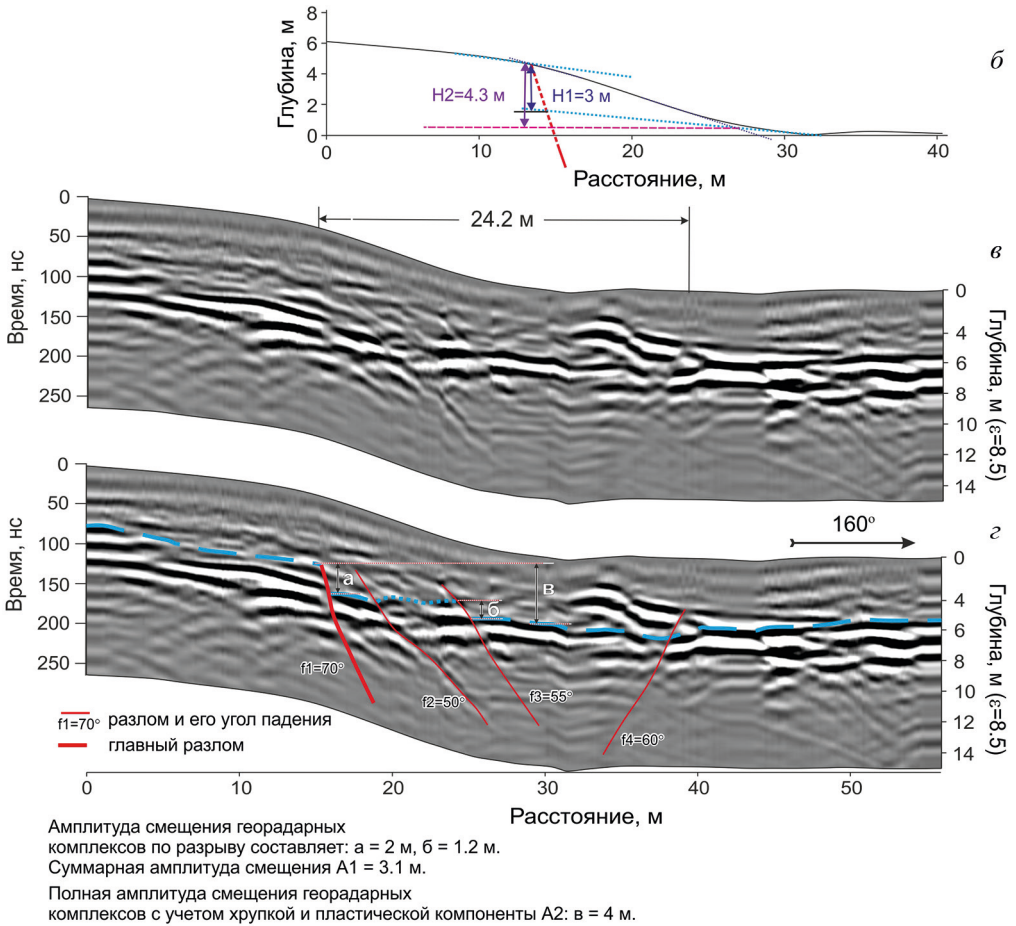 б
Глубина, м
8
6
4
2
0
H2=4.3 м
H1=3 м
0
10
20
30
40
Расстояние, м
в
24.2 м
Время, нс
0
50
100
150
200
250
0
4
6
8
10
12
14
Глубина, м (ε=8.5)
г
160º
Время, нс
0
50
100
150
200
250
а
б
в
f1=70°
f2=50°
f3=55°
f4=60°
0
4
6
8
10
12
14
Глубина, м (ε=8.5)
f1=70° разлом и его угол падения
главный разлом
0
10
20
30
40
50
Расстояние, м
Амплитуда смещения георадарных
комплексов по разрыву составляет: а = 2 м, б = 1.2 м.
Суммарная амплитуда смещения А1 = 3.1 м.
Полная амплитуда смещения георадарных
комплексов с учетом хрупкой и пластической компоненты А2: в = 4 м.